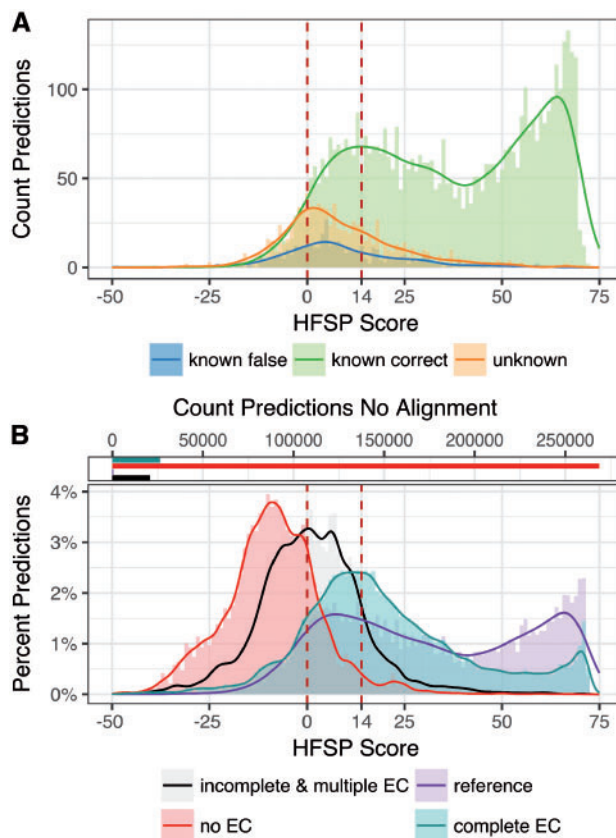 A
Count Predictions
100
50
0
-50 -25 0 14 25 50 75
HFSP Score
known false known correct unknown
Count Predictions No Alignment
B
0 50000 100000 150000 200000 250000
Percent Predictions
4%
3%
2%
1%
0%
-50 -25 0 14 25 50 75
HFSP Score
incomplete & multiple EC reference
no EC complete EC